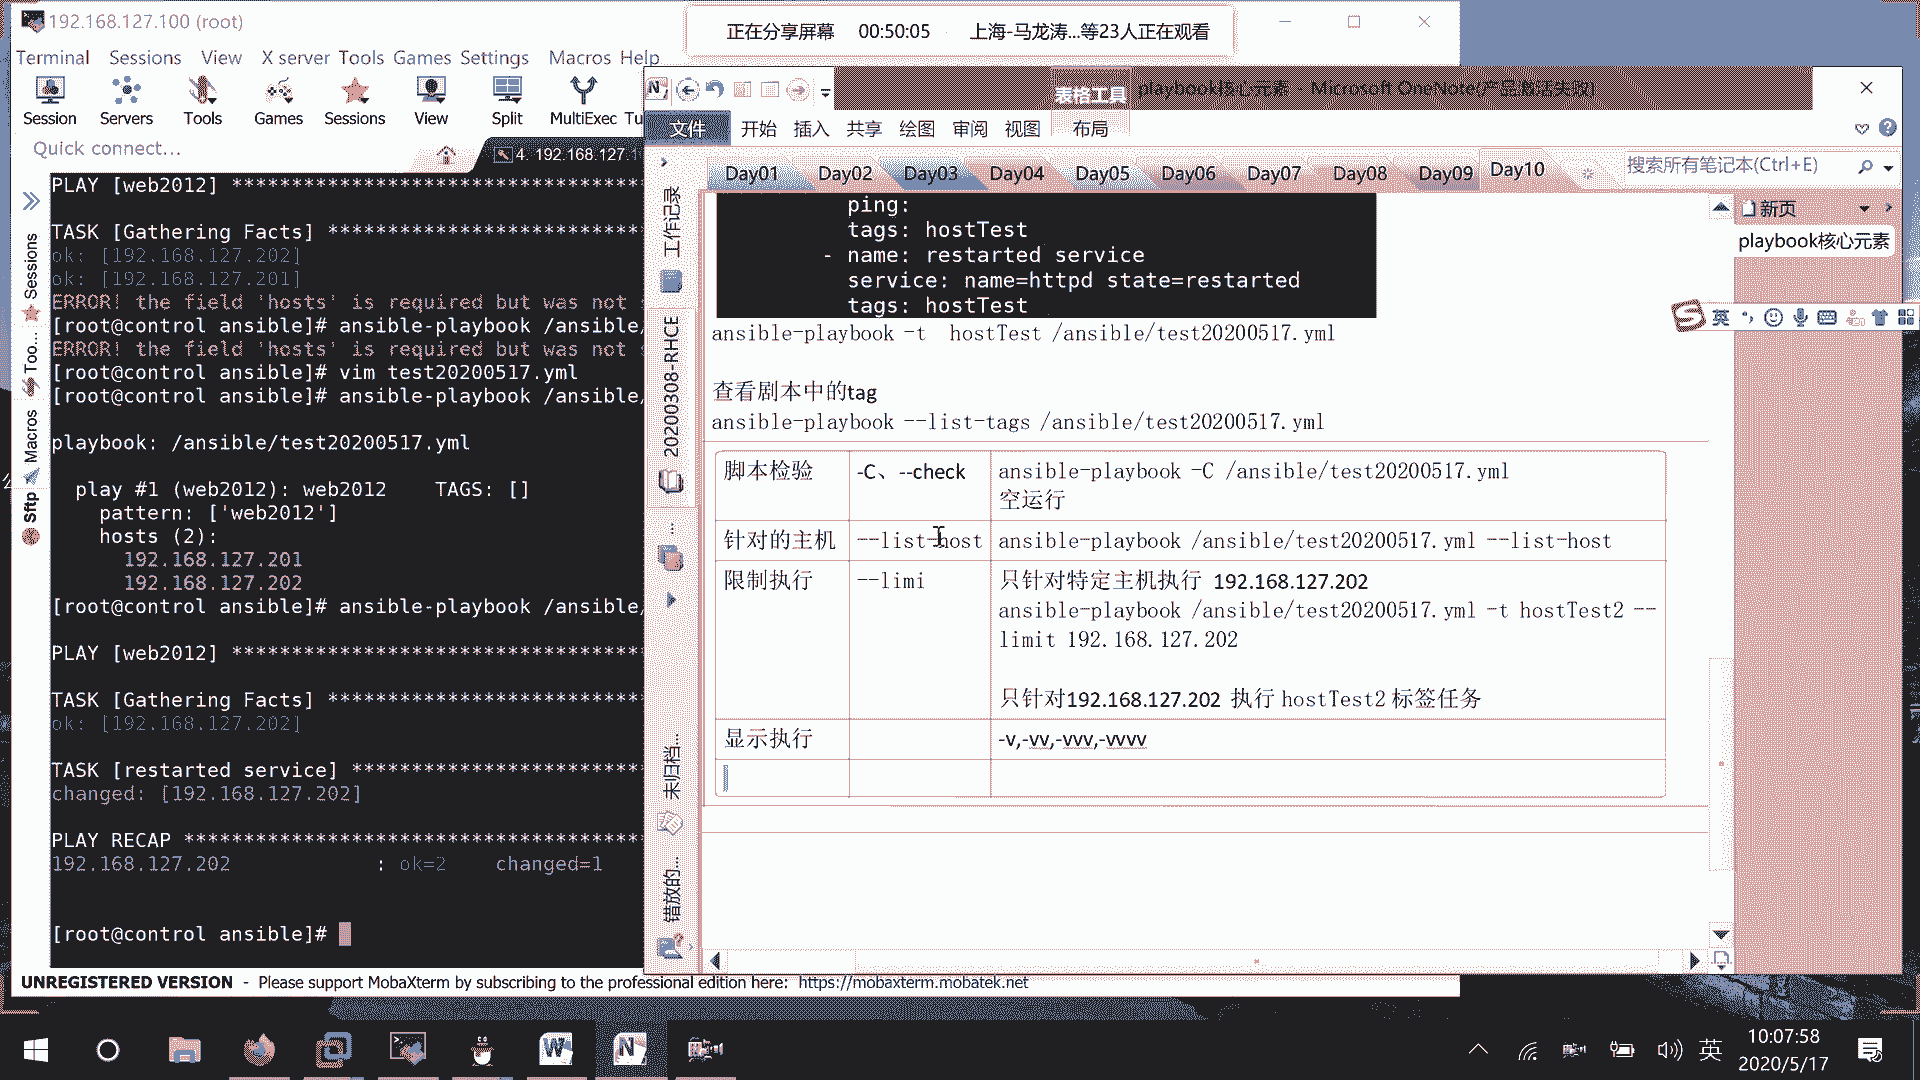 192.168.127.100 (root)
正在分享屏幕 00:50:05 上海-马龙涛...等23人正在观看
Terminal Sessions View X server Tools Games Settings Macros Help
Session Servers Tools Games Sessions View Split MultiExec Tu
Quick connect...
4. 192.168.127.1
Sessions
Too...
Macros
Sftp
PLAY [web2012] **********************************
TASK [Gathering Facts] **************************
ok: [192.168.127.202]
ok: [192.168.127.201]
ERROR! the field 'hosts' is required but was not
[root@control ansible]# ansible-playbook /ansible/
ERROR! the field 'hosts' is required but was not
[root@control ansible]# vim test20200517.yml
[root@control ansible]# ansible-playbook /ansible/
playbook: /ansible/test20200517.yml
play #1 (web2012): web2012 TAGS: []
pattern: ['web2012']
hosts (2):
192.168.127.201
192.168.127.202
[root@control ansible]# ansible-playbook /ansible/
PLAY [web2012] **********************************
TASK [Gathering Facts] **************************
ok: [192.168.127.202]
TASK [restarted service] ************************
changed: [192.168.127.202]
PLAY RECAP **************************************
192.168.127.202 : ok=2 changed=1
[root@control ansible]#
UNREGISTERED VERSION - Please support MobaXterm by subscribing to the professional edition here: https://mobaxterm.mobatek.net
表格工具 playbook核心元素 - Microsoft OneNote(产品激活失败)
文件 开始 插入 共享 绘图 审阅 视图 布局
Day01 Day02 Day03 Day04 Day05 Day06 Day07 Day08 Day09 Day10
搜索所有笔记本(Ctrl+E)
新页
playbook核心元素
工作记录
20200308-RHCE
...
未归档...
错放的...
ping:
tags: hostTest
- name: restarted service
service: name=httpd state=restarted
tags: hostTest
ansible-playbook -t hostTest /ansible/test20200517.yml
查看剧本中的tag
ansible-playbook --list-tags /ansible/test20200517.yml
脚本检验 -C、--check ansible-playbook -C /ansible/test20200517.yml
空运行
针对的主机 --list-host ansible-playbook /ansible/test20200517.yml --list-host
限制执行 --limi 只针对特定主机执行 192.168.127.202
ansible-playbook /ansible/test20200517.yml -t hostTest2 --
limit 192.168.127.202
只针对192.168.127.202 执行 hostTest2 标签任务
显示执行 -v,-vv,-vvv,-vvvv
英
英
10:07:58
2020/5/17